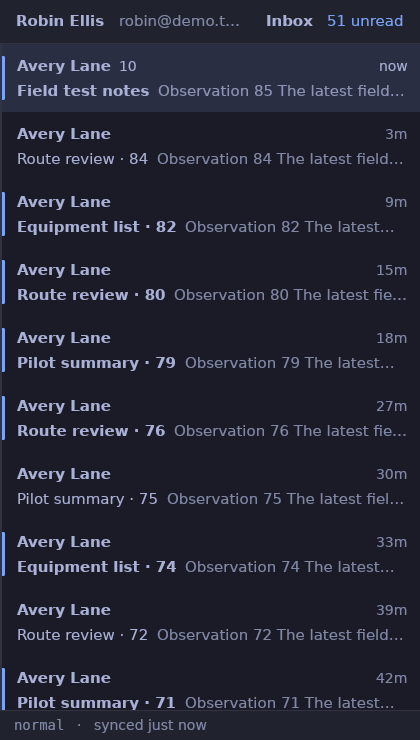 Robin Ellis robin@demo.t... Inbox 51 unread
Avery Lane 10 now
Field test notes Observation 85 The latest field...
Avery Lane 3m
Route review · 84 Observation 84 The latest field...
Avery Lane 9m
Equipment list · 82 Observation 82 The latest...
Avery Lane 15m
Route review · 80 Observation 80 The latest fie...
Avery Lane 18m
Pilot summary · 79 Observation 79 The latest...
Avery Lane 27m
Route review · 76 Observation 76 The latest fie...
Avery Lane 30m
Pilot summary · 75 Observation 75 The latest fiel...
Avery Lane 33m
Equipment list · 74 Observation 74 The latest...
Avery Lane 39m
Route review · 72 Observation 72 The latest field...
Avery Lane 42m
Pilot summary · 71 Observation 71 The latest...
normal · synced just now